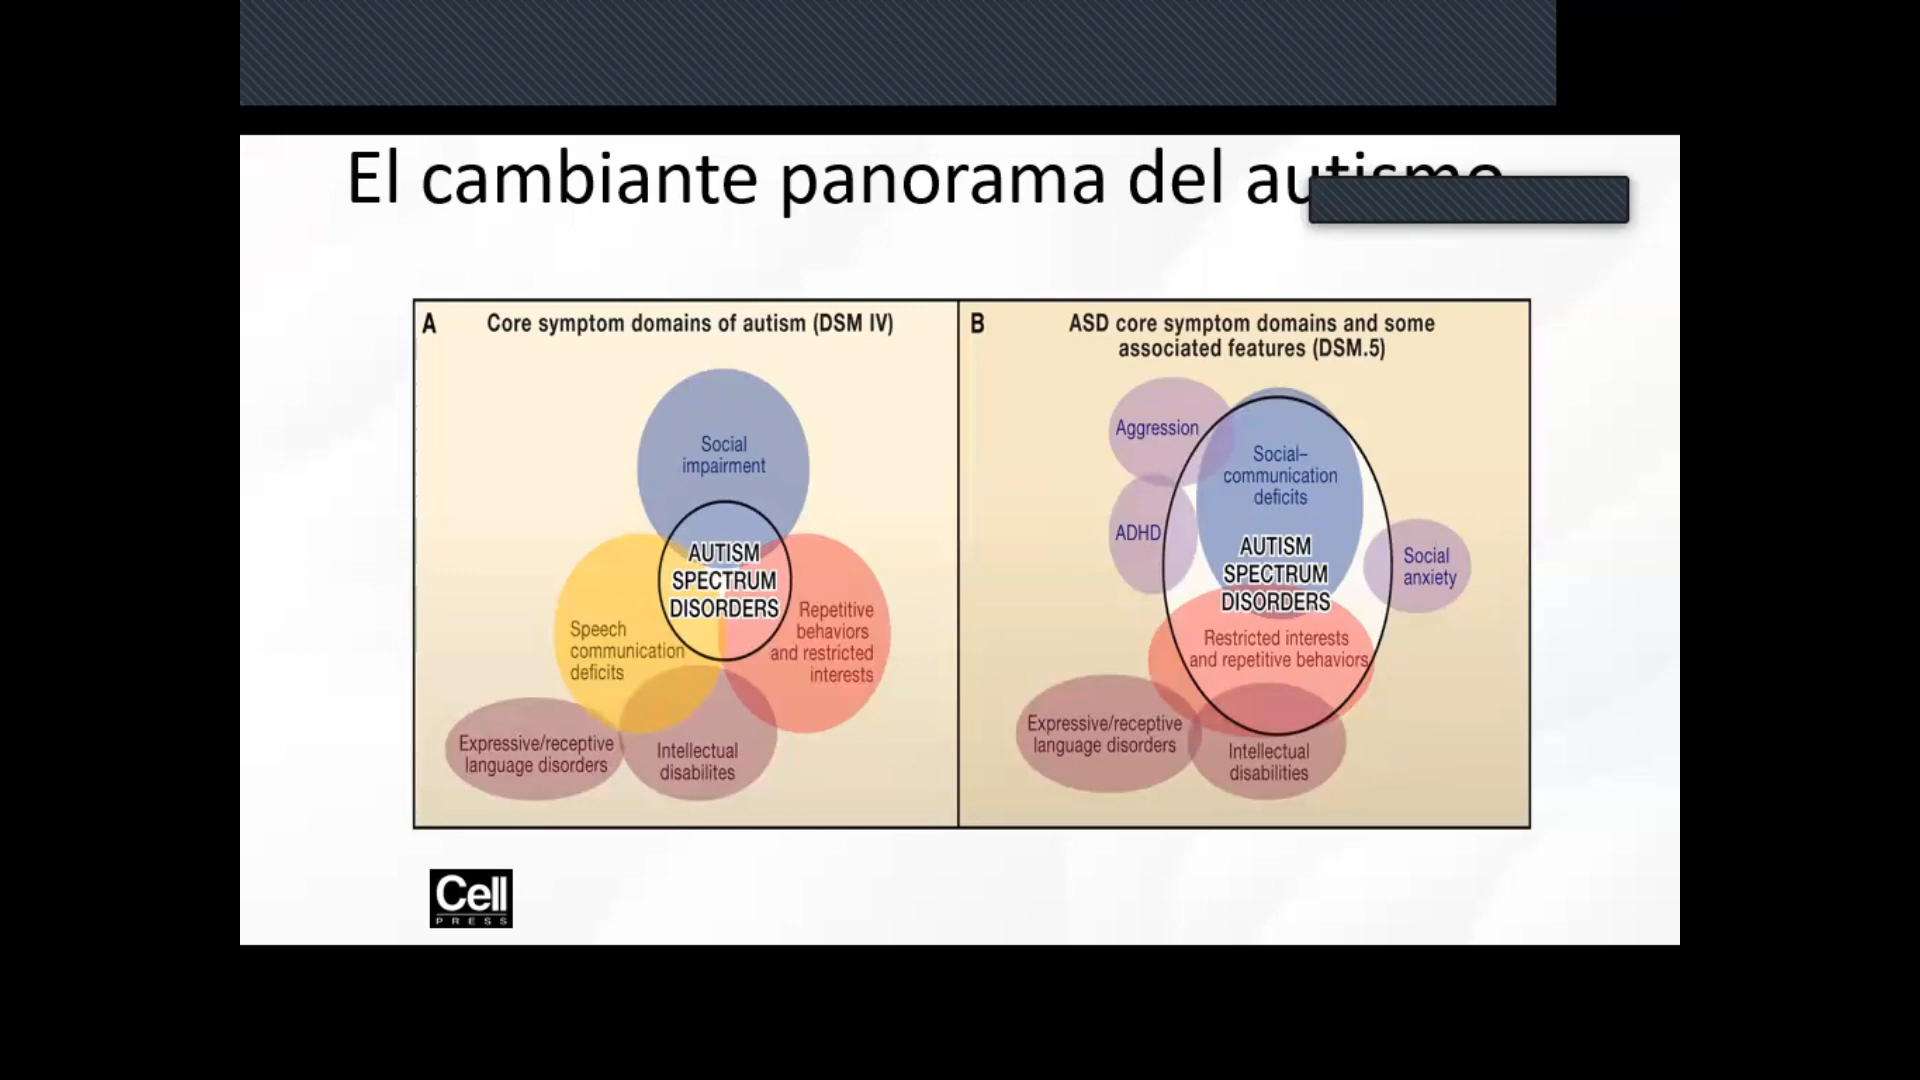 El cambiante panorama del autismo
A
Core symptom domains of autism (DSM IV)
Social
impairment
AUTISM
SPECTRUM
DISORDERS
Speech
communication
deficits
Repetitive
behaviors
and restricted
interests
Expressive/receptive
language disorders
Intellectual
disabilites
B
ASD core symptom domains and some
associated features (DSM.5)
Aggression
Social–
communication
deficits
ADHD
AUTISM
SPECTRUM
DISORDERS
Social
anxiety
Restricted interests
and repetitive behaviors
Expressive/receptive
language disorders
Intellectual
disabilities
Cell
PRESS